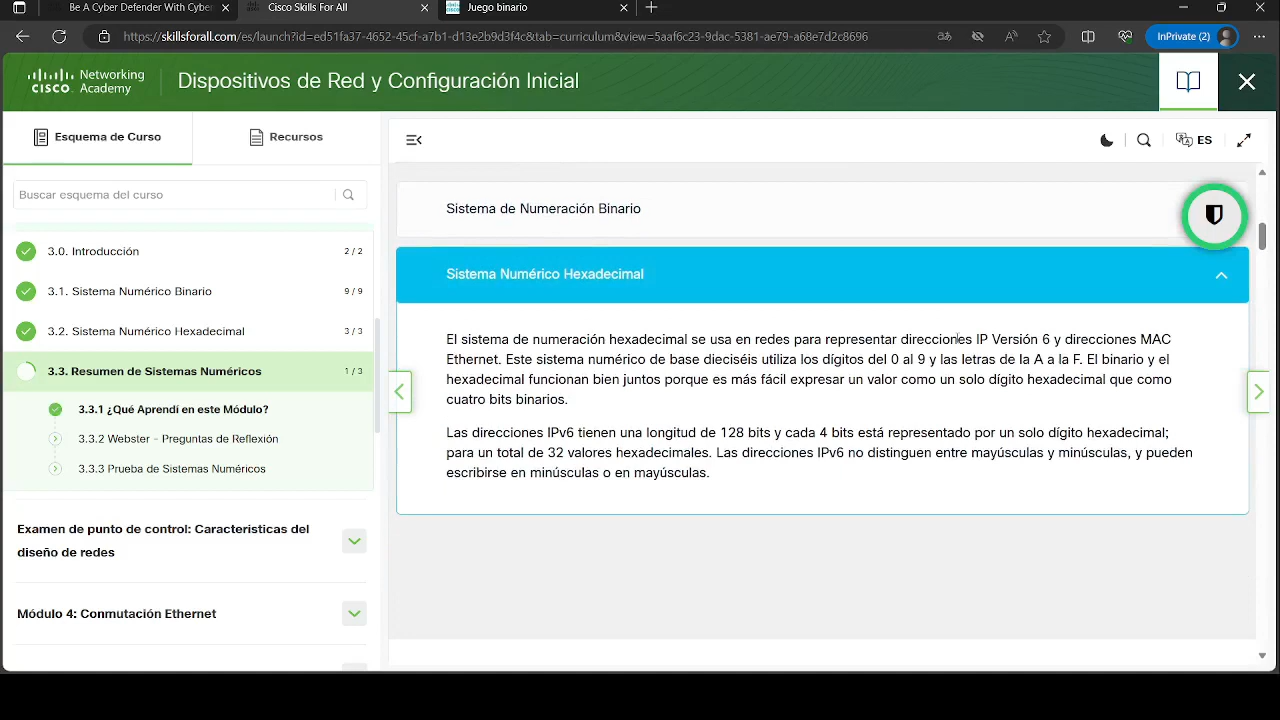 Be A Cyber Defender With Cyber
Cisco Skills For All
Juego binario
https://skillsforall.com/es/launch?id=ed51fa37-4652-45cf-a7b1-d13e2b9d3f4c&tab=curriculum&view=5aaf6c23-9dac-5381-ae79-a68e7d2c8696
InPrivate (2)
CISCO
Networking
Academy
Dispositivos de Red y Configuración Inicial
Esquema de Curso
Recursos
ES
Buscar esquema del curso
3.0. Introducción
2 / 2
3.1. Sistema Numérico Binario
9 / 9
3.2. Sistema Numérico Hexadecimal
3 / 3
3.3. Resumen de Sistemas Numéricos
1 / 3
3.3.1 ¿Qué Aprendí en este Módulo?
3.3.2 Webster - Preguntas de Reflexión
3.3.3 Prueba de Sistemas Numéricos
Examen de punto de control: Caracteristicas del
diseño de redes
Módulo 4: Conmutación Ethernet
Sistema de Numeración Binario
Sistema Numérico Hexadecimal
El sistema de numeración hexadecimal se usa en redes para representar direcciones IP Versión 6 y direcciones MAC
Ethernet. Este sistema numérico de base dieciséis utiliza los dígitos del 0 al 9 y las letras de la A a la F. El binario y el
hexadecimal funcionan bien juntos porque es más fácil expresar un valor como un solo dígito hexadecimal que como
cuatro bits binarios.
Las direcciones IPv6 tienen una longitud de 128 bits y cada 4 bits está representado por un solo dígito hexadecimal;
para un total de 32 valores hexadecimales. Las direcciones IPv6 no distinguen entre mayúsculas y minúsculas, y pueden
escribirse en minúsculas o en mayúsculas.